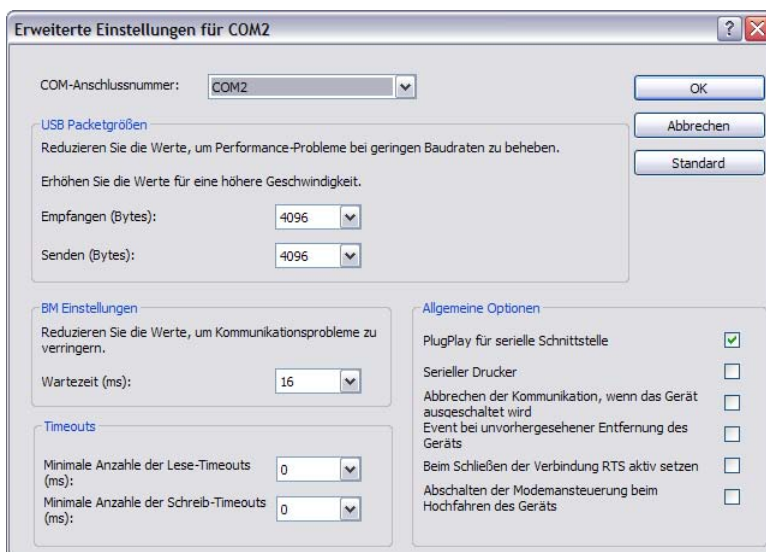 Erweiterte Einstellungen für COM2
COM-Anschlussnummer:
COM2
OK
Abbrechen
Standard
USB Packetgrößen
Reduzieren Sie die Werte, um Performance-Probleme bei geringen Baudraten zu beheben.
Erhöhen Sie die Werte für eine höhere Geschwindigkeit.
Empfangen (Bytes):
4096
Senden (Bytes):
4096
BM Einstellungen
Reduzieren Sie die Werte, um Kommunikationsprobleme zu
verringern.
Wartezeit (ms):
16
Timeouts
Minimale Anzahle der Lese-Timeouts
(ms):
0
Minimale Anzahle der Schreib-Timeouts
(ms):
0
Allgemeine Optionen
PlugPlay für serielle Schnittstelle
Serieller Drucker
Abbrechen der Kommunikation, wenn das Gerät
ausgeschaltet wird
Event bei unvorhergesehener Entfernung des
Geräts
Beim Schließen der Verbindung RTS aktiv setzen
Abschalten der Modemansteuerung beim
Hochfahren des Geräts